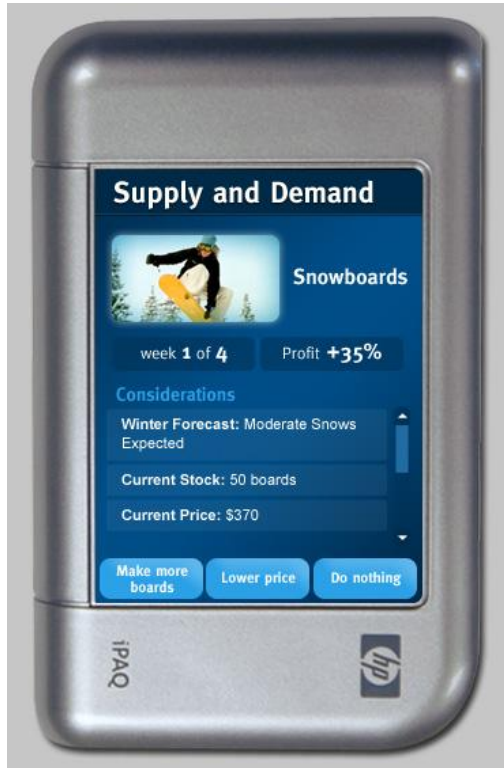 Supply and Demand
Snowboards
week 1 of 4
Profit +35%
Considerations
Winter Forecast: Moderate Snows
Expected
Current Stock: 50 boards
Current Price: $370
Make more
boards
Lower price
Do nothing
iPAQ
hp